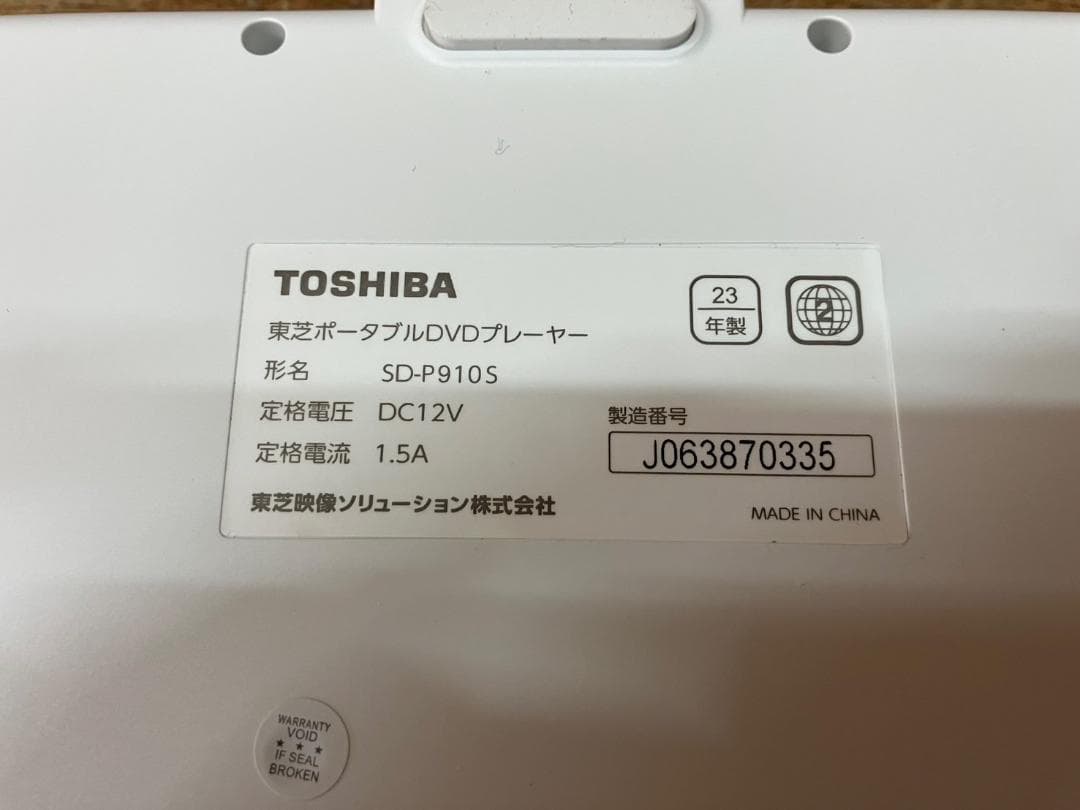 TOSHIBA
東芝ポータブルDVDプレーヤー
形名 SD-P910S
定格電圧 DC12V
定格電流 1.5A
東芝映像ソリューション株式会社
23
年製
2
製造番号
J063870335
MADE IN CHINA
WARRANTY
VOID
★ ★ ★
IF SEAL
BROKEN